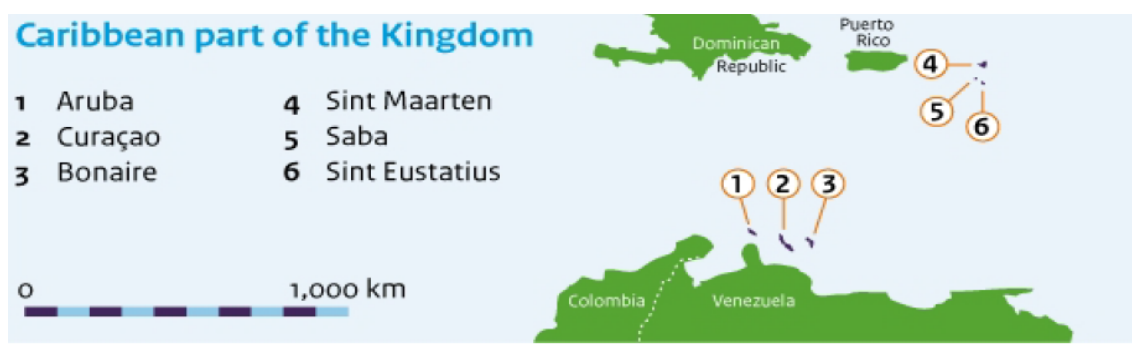 Caribbean part of the Kingdom
1 Aruba
2 Curaçao
3 Bonaire
4 Sint Maarten
5 Saba
6 Sint Eustatius
0 1,000 km
Dominican
Republic
Puerto
Rico
4
5
6
1
2
3
Colombia
Venezuela